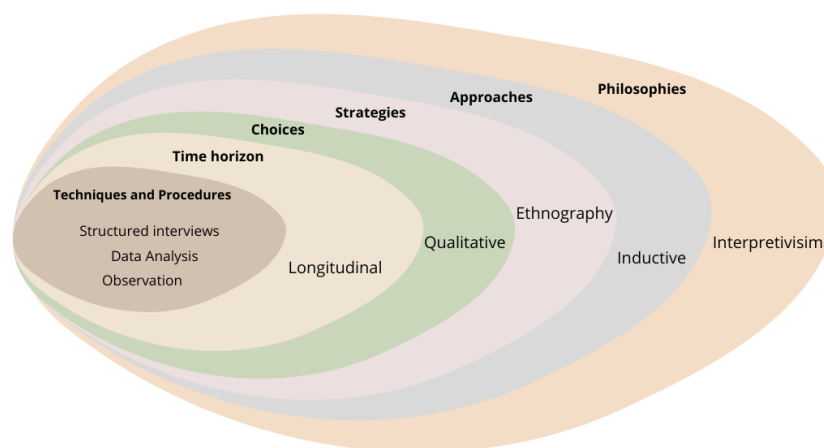 Philosophies
Approaches
Strategies
Choices
Time horizon
Techniques and Procedures
Structured interviews
Data Analysis
Observation
Longitudinal
Qualitative
Ethnography
Inductive
Interpretivisim